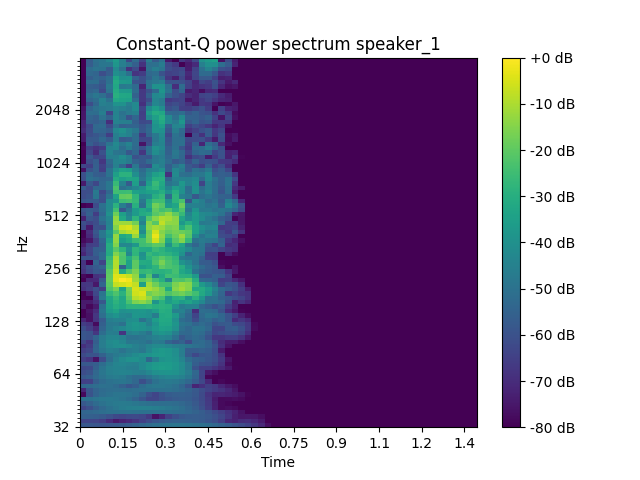 Constant-Q power spectrum speaker_1
Hz
2048
1024
512
256
128
64
32
0 0.15 0.3 0.45 0.6 0.75 0.9 1.1 1.2 1.4
Time
+0 dB
-10 dB
-20 dB
-30 dB
-40 dB
-50 dB
-60 dB
-70 dB
-80 dB